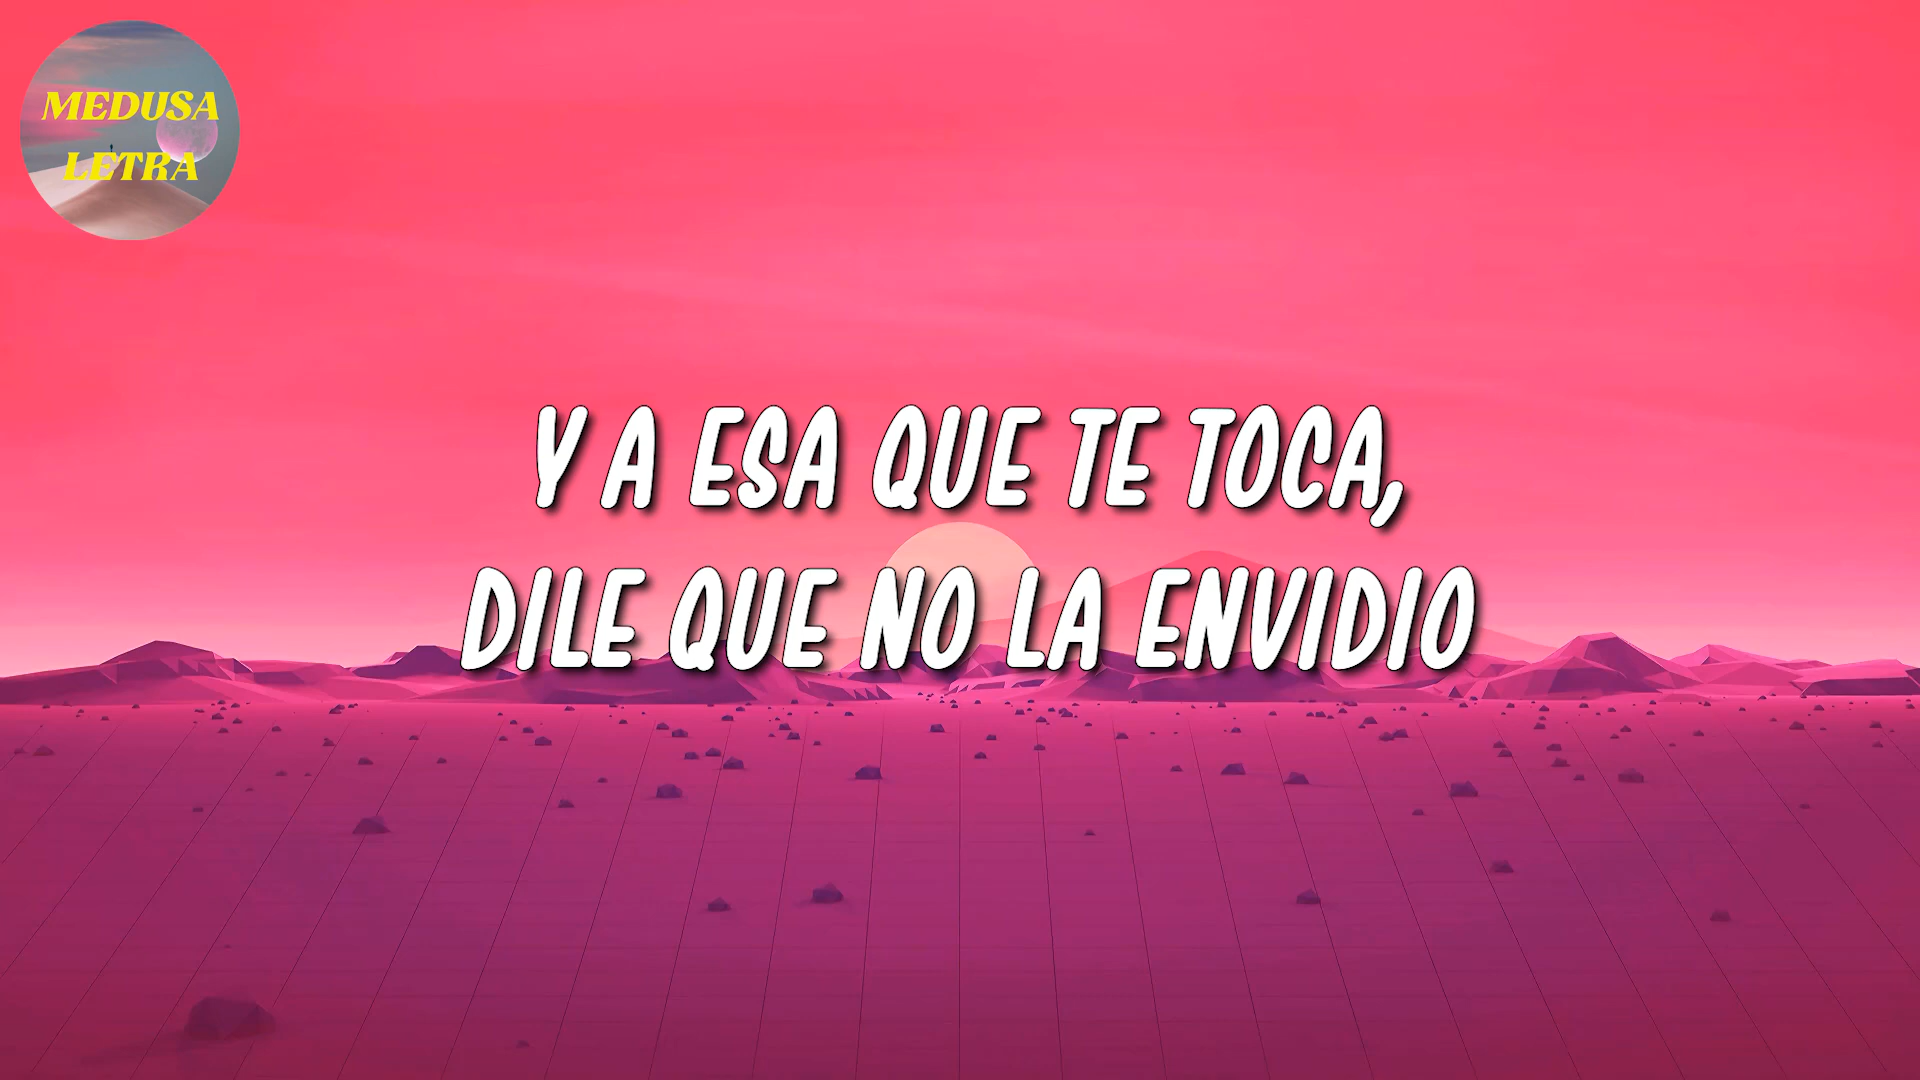 MEDUSA
LETRA
Y A ESA QUE TE TOCA,
DILE QUE NO LA ENVIDIO